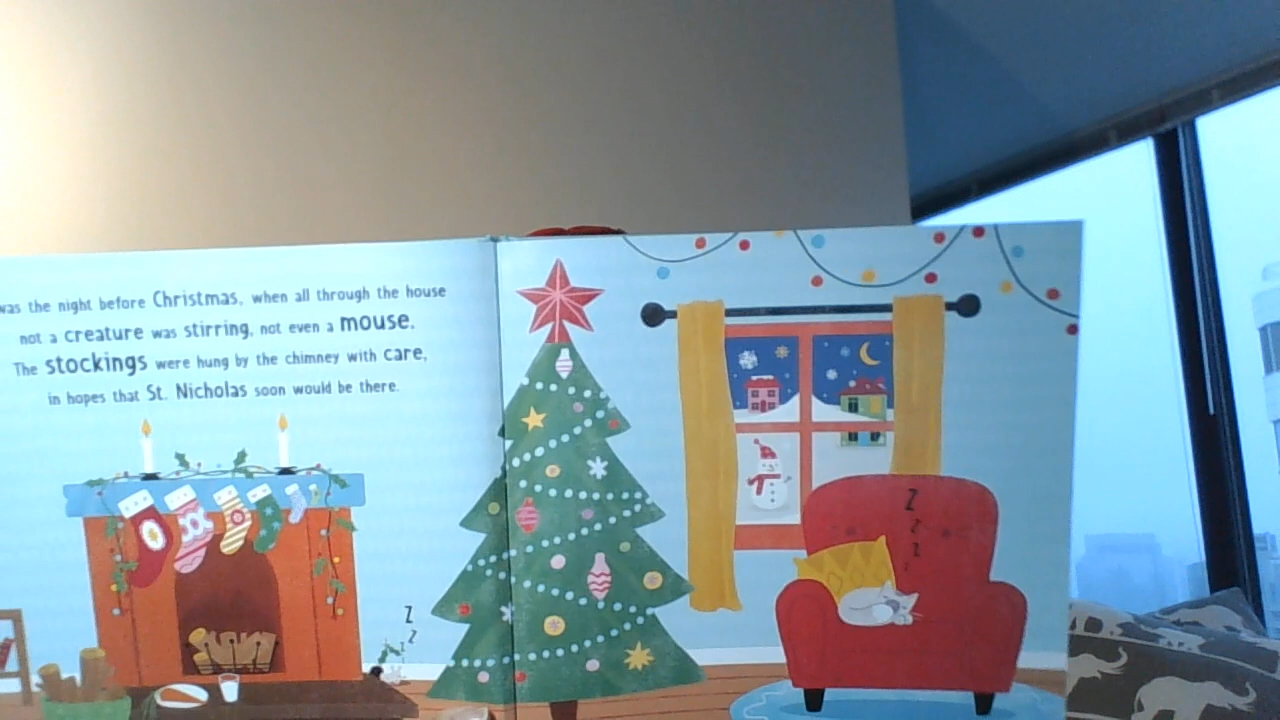 was the night before Christmas, when all through the house
not a creature was stirring, not even a mouse.
The stockings were hung by the chimney with care,
in hopes that St. Nicholas soon would be there.
Z
z
z
Z
z
z